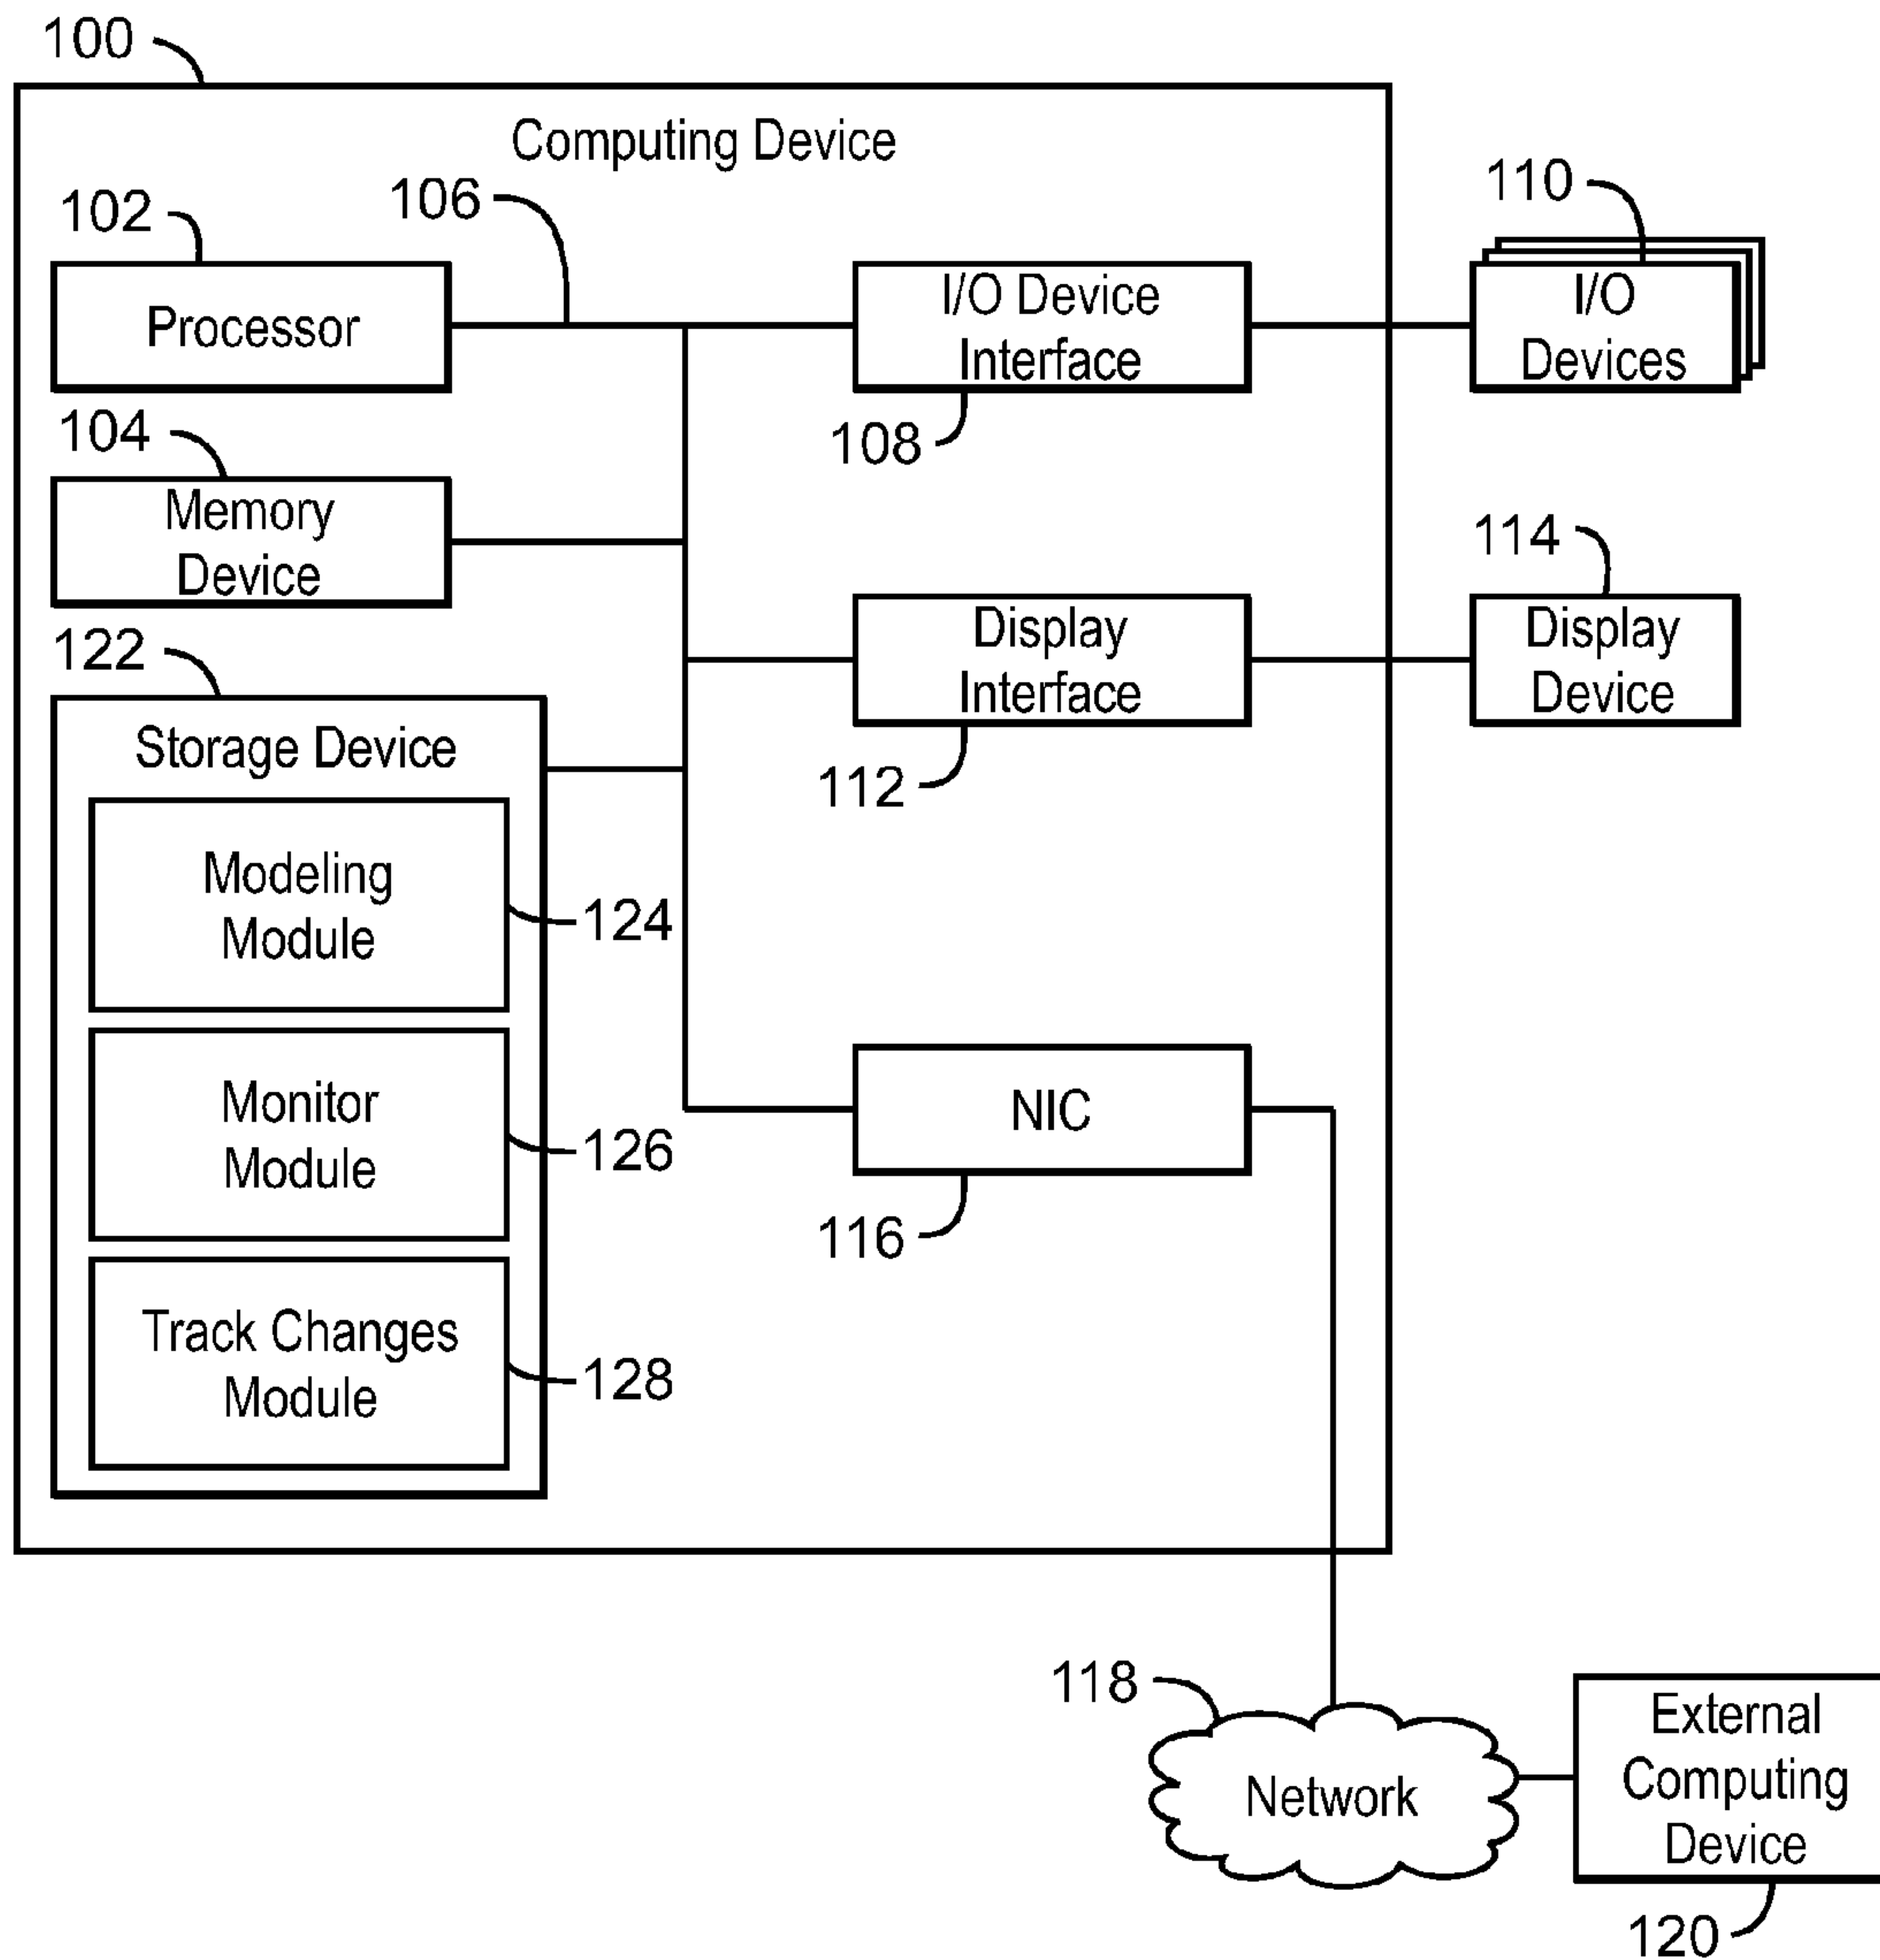 100
Computing Device
102
106
110
Processor
I/O Device
Interface
I/O
Devices
104
108
Memory
Device
114
122
Display
Interface
Display
Device
Storage Device
112
Modeling
Module
124
Monitor
Module
126
NIC
116
Track Changes
Module
128
118
Network
External
Computing
Device
120